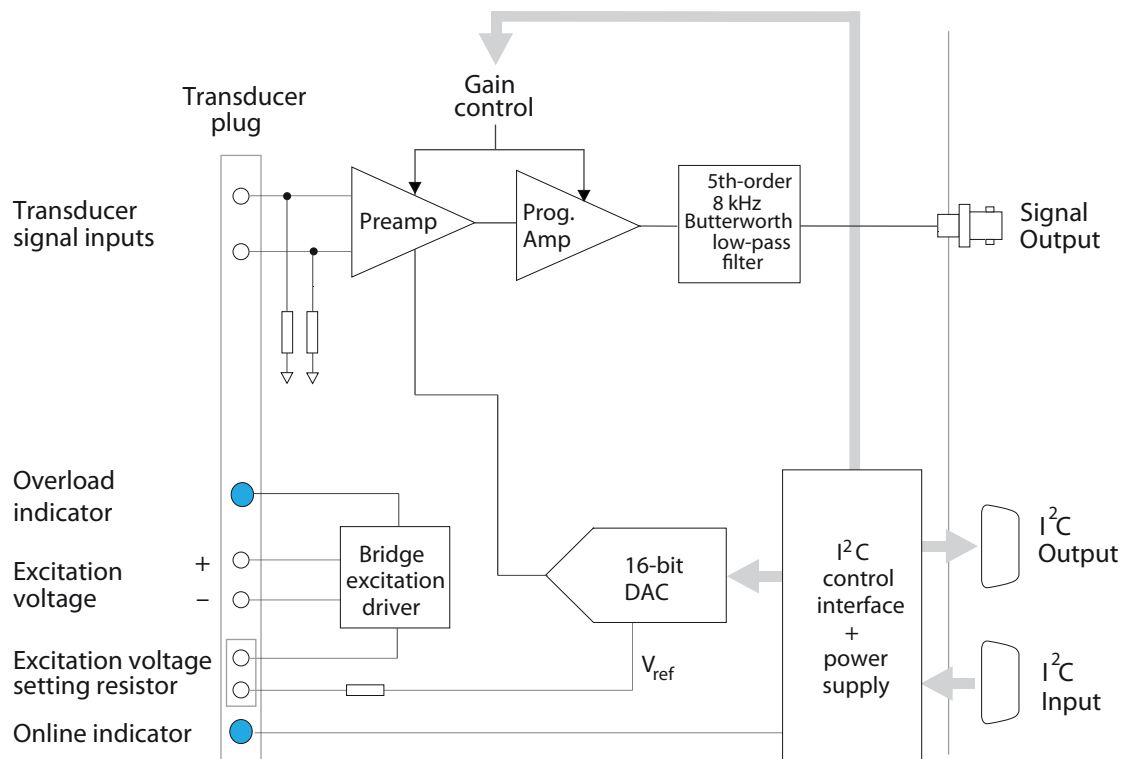 Gain
control
Transducer
plug
Transducer
signal inputs
Preamp
Prog.
Amp
5th-order
8 kHz
Butterworth
low-pass
filter
Signal
Output
Overload
indicator
Excitation
voltage
+
–
Bridge
excitation
driver
16-bit
DAC
I²C
control
interface
+
power
supply
I²C
Output
Excitation voltage
setting resistor
Vref
I²C
Input
Online indicator